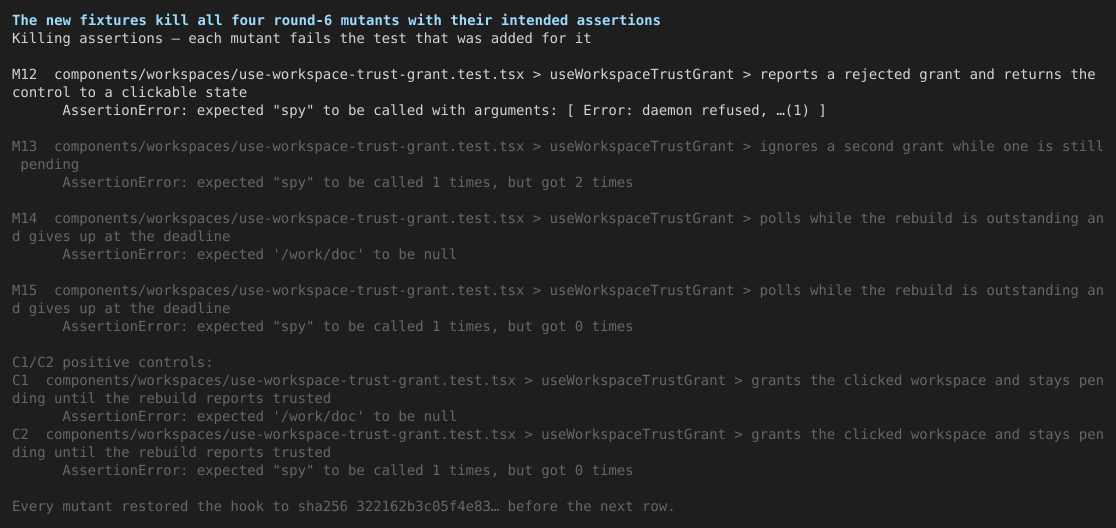 The new fixtures kill all four round-6 mutants with their intended assertions
Killing assertions — each mutant fails the test that was added for it
M12  components/workspaces/use-workspace-trust-grant.test.tsx > useWorkspaceTrustGrant > reports a rejected grant and returns the
control to a clickable state
AssertionError: expected "spy" to be called with arguments: [ Error: daemon refused, …(1) ]
M13  components/workspaces/use-workspace-trust-grant.test.tsx > useWorkspaceTrustGrant > ignores a second grant while one is still
pending
AssertionError: expected "spy" to be called 1 times, but got 2 times
M14  components/workspaces/use-workspace-trust-grant.test.tsx > useWorkspaceTrustGrant > polls while the rebuild is outstanding an
d gives up at the deadline
AssertionError: expected '/work/doc' to be null
M15  components/workspaces/use-workspace-trust-grant.test.tsx > useWorkspaceTrustGrant > polls while the rebuild is outstanding an
d gives up at the deadline
AssertionError: expected "spy" to be called 1 times, but got 0 times
C1/C2 positive controls:
C1  components/workspaces/use-workspace-trust-grant.test.tsx > useWorkspaceTrustGrant > grants the clicked workspace and stays pen
ding until the rebuild reports trusted
AssertionError: expected '/work/doc' to be null
C2  components/workspaces/use-workspace-trust-grant.test.tsx > useWorkspaceTrustGrant > grants the clicked workspace and stays pen
ding until the rebuild reports trusted
AssertionError: expected "spy" to be called 1 times, but got 0 times
Every mutant restored the hook to sha256 322162b3c05f4e83… before the next row.